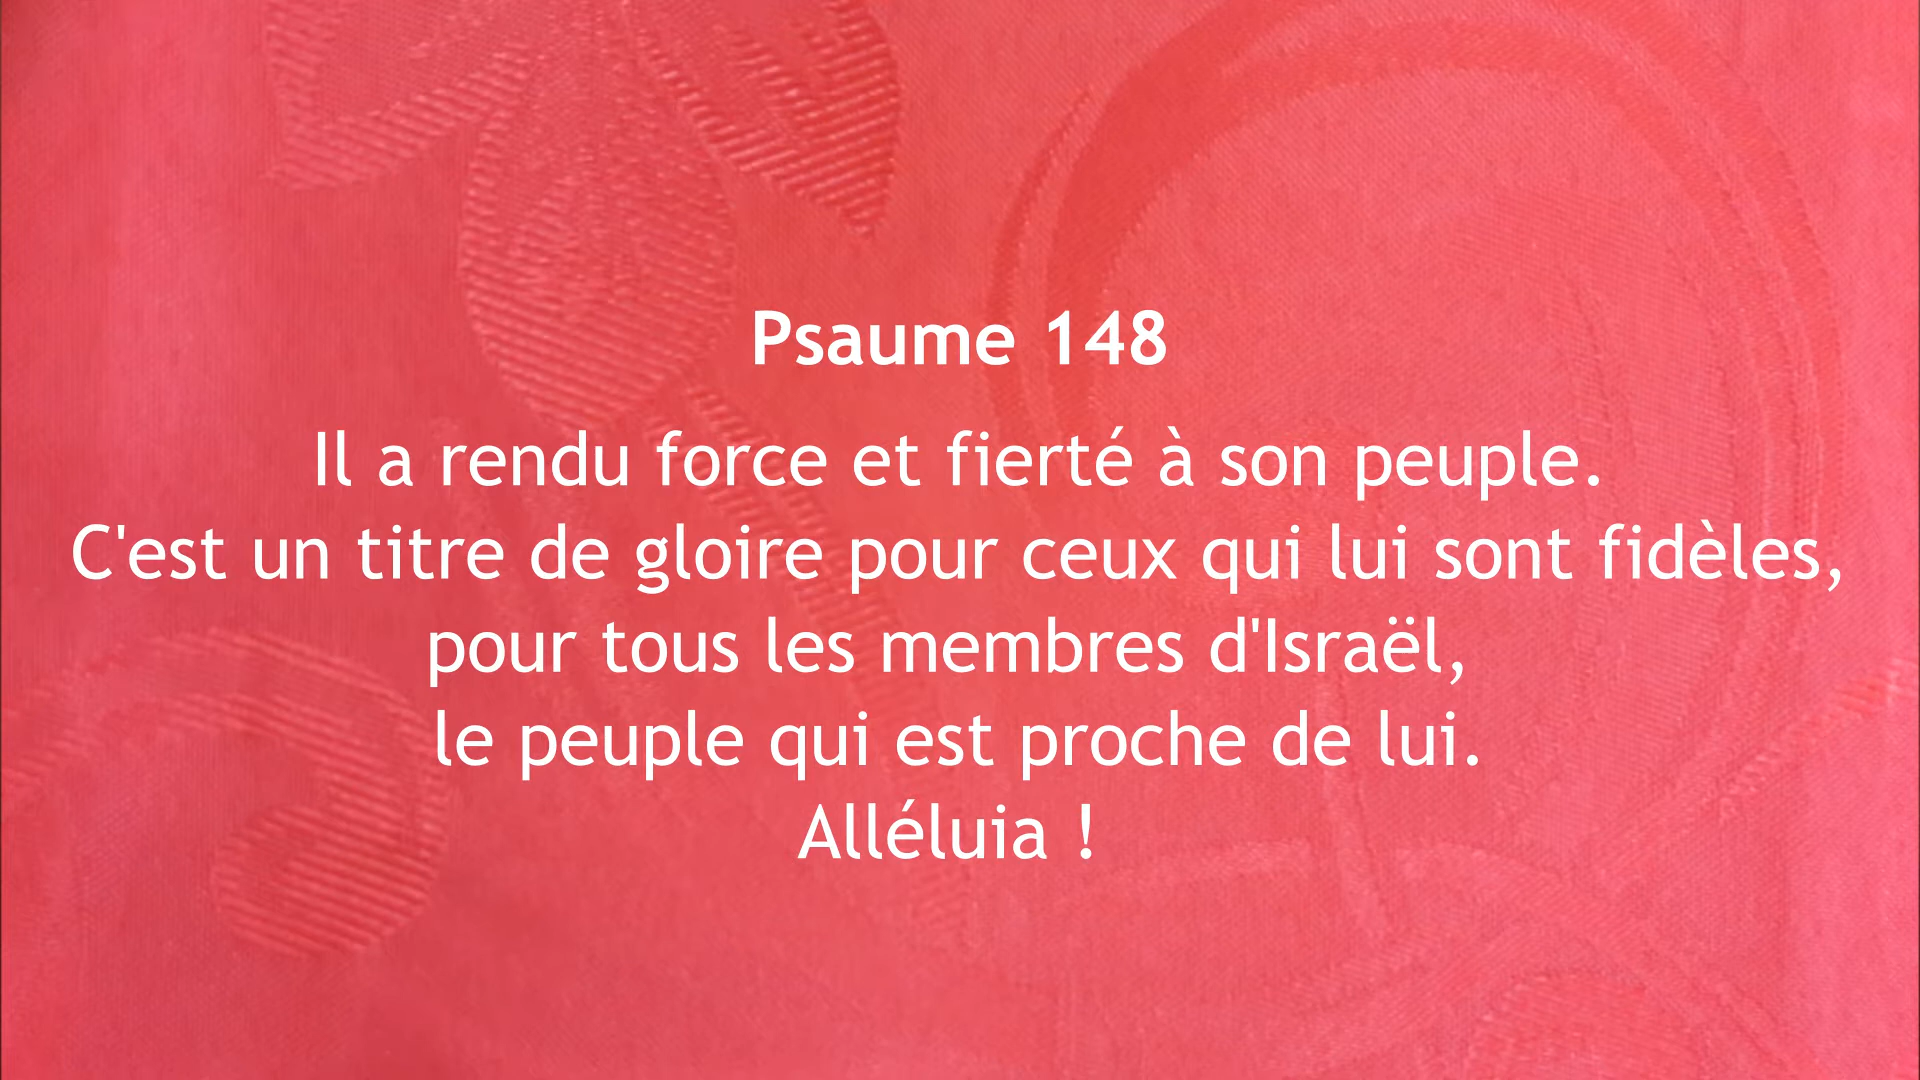 Psaume 148
Il a rendu force et fierté à son peuple.
C'est un titre de gloire pour ceux qui lui sont fidèles,
pour tous les membres d'Israël,
le peuple qui est proche de lui.
Alléluia !